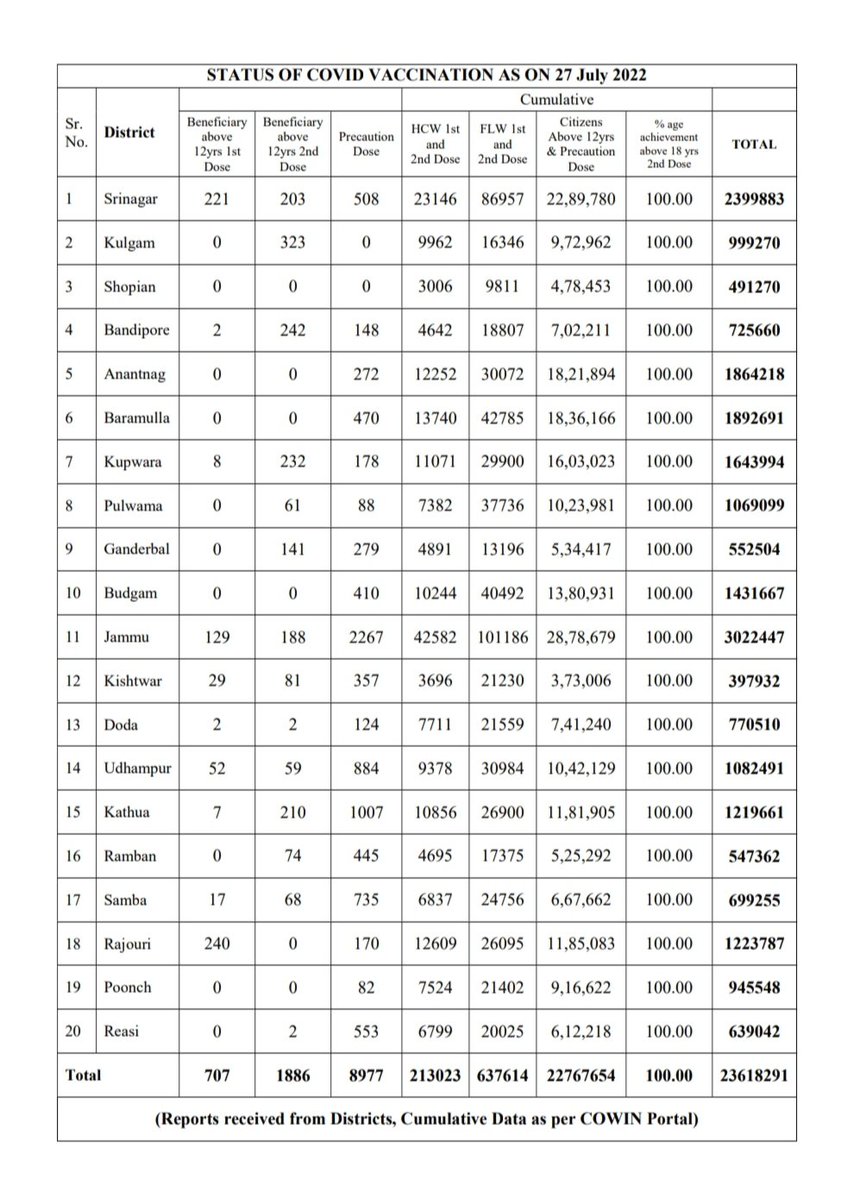 STATUS OF COVID VACCINATION AS ON 27 July 2022
Cumulative
Sr. No. District Beneficiary above 12yrs 1st Dose Beneficiary above 12yrs 2nd Dose Precaution Dose HCW 1st and 2nd Dose FLW 1st and 2nd Dose Citizens Above 12yrs & Precaution Dose % age achievement above 18 yrs 2nd Dose TOTAL
1 Srinagar 221 203 508 23146 86957 22,89,780 100.00 2399883
2 Kulgam 0 323 0 9962 16346 9,72,962 100.00 999270
3 Shopian 0 0 0 3006 9811 4,78,453 100.00 491270
4 Bandipore 2 242 148 4642 18807 7,02,211 100.00 725660
5 Anantnag 0 0 272 12252 30072 18,21,894 100.00 1864218
6 Baramulla 0 0 470 13740 42785 18,36,166 100.00 1892691
7 Kupwara 8 232 178 11071 29900 16,03,023 100.00 1643994
8 Pulwama 0 61 88 7382 37736 10,23,981 100.00 1069099
9 Ganderbal 0 141 279 4891 13196 5,34,417 100.00 552504
10 Budgam 0 0 410 10244 40492 13,80,931 100.00 1431667
11 Jammu 129 188 2267 42582 101186 28,78,679 100.00 3022447
12 Kishtwar 29 81 357 3696 21230 3,73,006 100.00 397932
13 Doda 2 2 124 7711 21559 7,41,240 100.00 770510
14 Udhampur 52 59 884 9378 30984 10,42,129 100.00 1082491
15 Kathua 7 210 1007 10856 26900 11,81,905 100.00 1219661
16 Ramban 0 74 445 4695 17375 5,25,292 100.00 547362
17 Samba 17 68 735 6837 24756 6,67,662 100.00 699255
18 Rajouri 240 0 170 12609 26095 11,85,083 100.00 1223787
19 Poonch 0 0 82 7524 21402 9,16,622 100.00 945548
20 Reasi 0 2 553 6799 20025 6,12,218 100.00 639042
Total 707 1886 8977 213023 637614 22767654 100.00 23618291
(Reports received from Districts, Cumulative Data as per COWIN Portal)